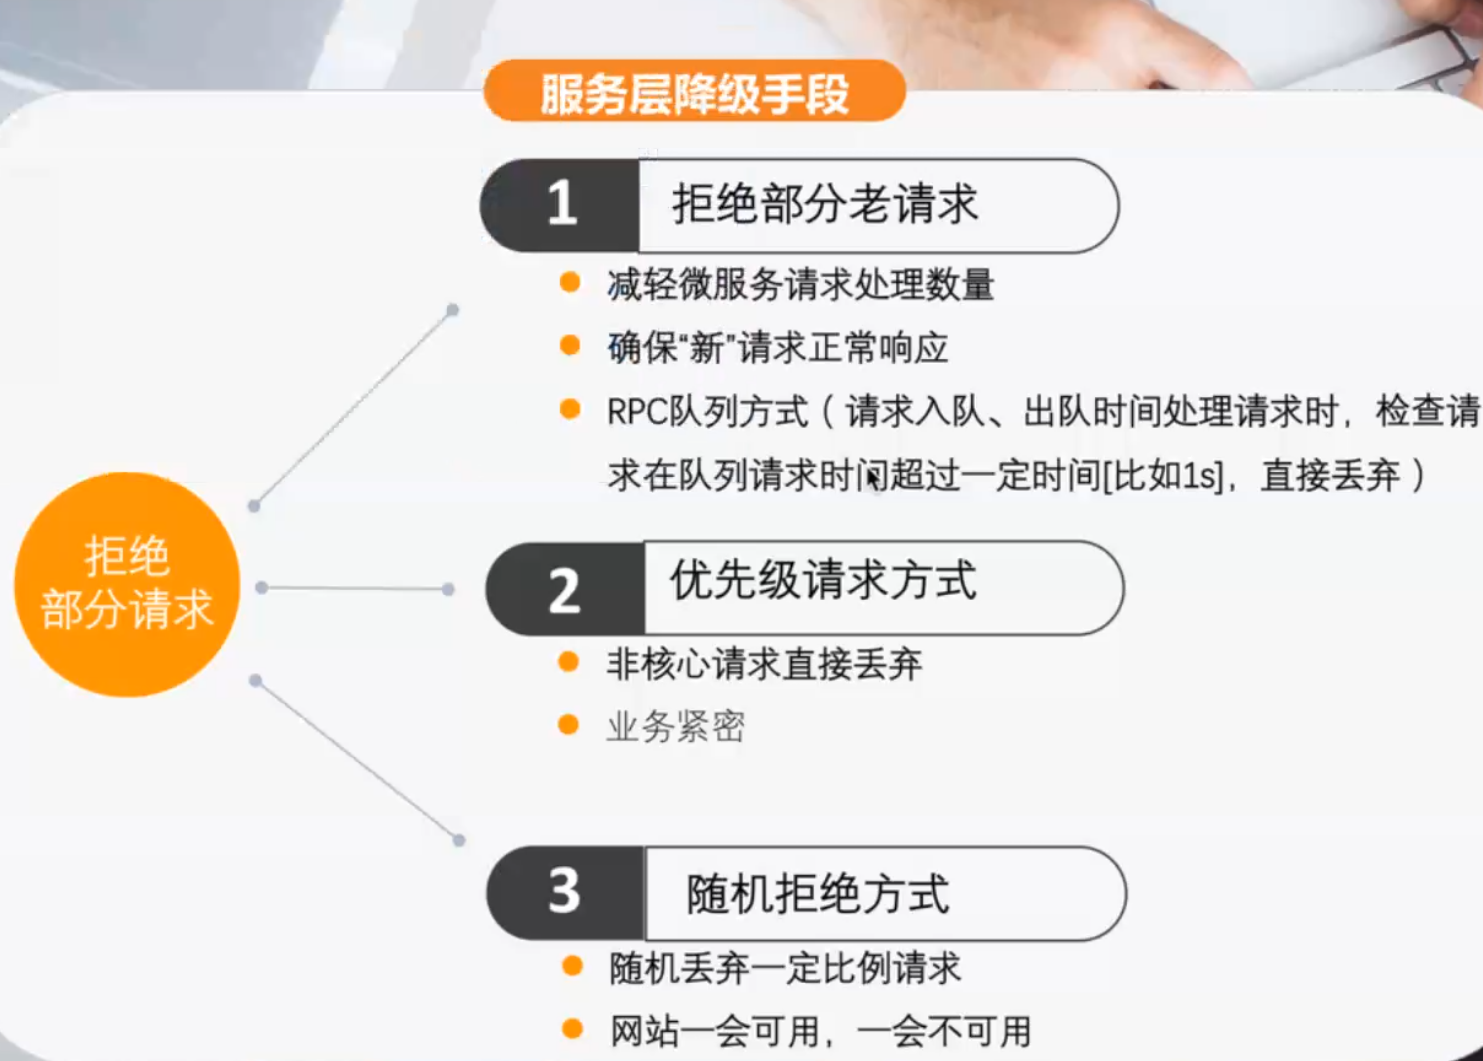 服务层降级手段
1 拒绝部分老请求
减轻微服务请求处理数量
确保“新”请求正常响应
RPC队列方式（请求入队、出队时间处理请求时，检查请
求在队列请求时间超过一定时间[比如1s]，直接丢弃）
拒绝
部分请求
2 优先级请求方式
非核心请求直接丢弃
业务紧密
3 随机拒绝方式
随机丢弃一定比例请求
网站一会可用，一会不可用